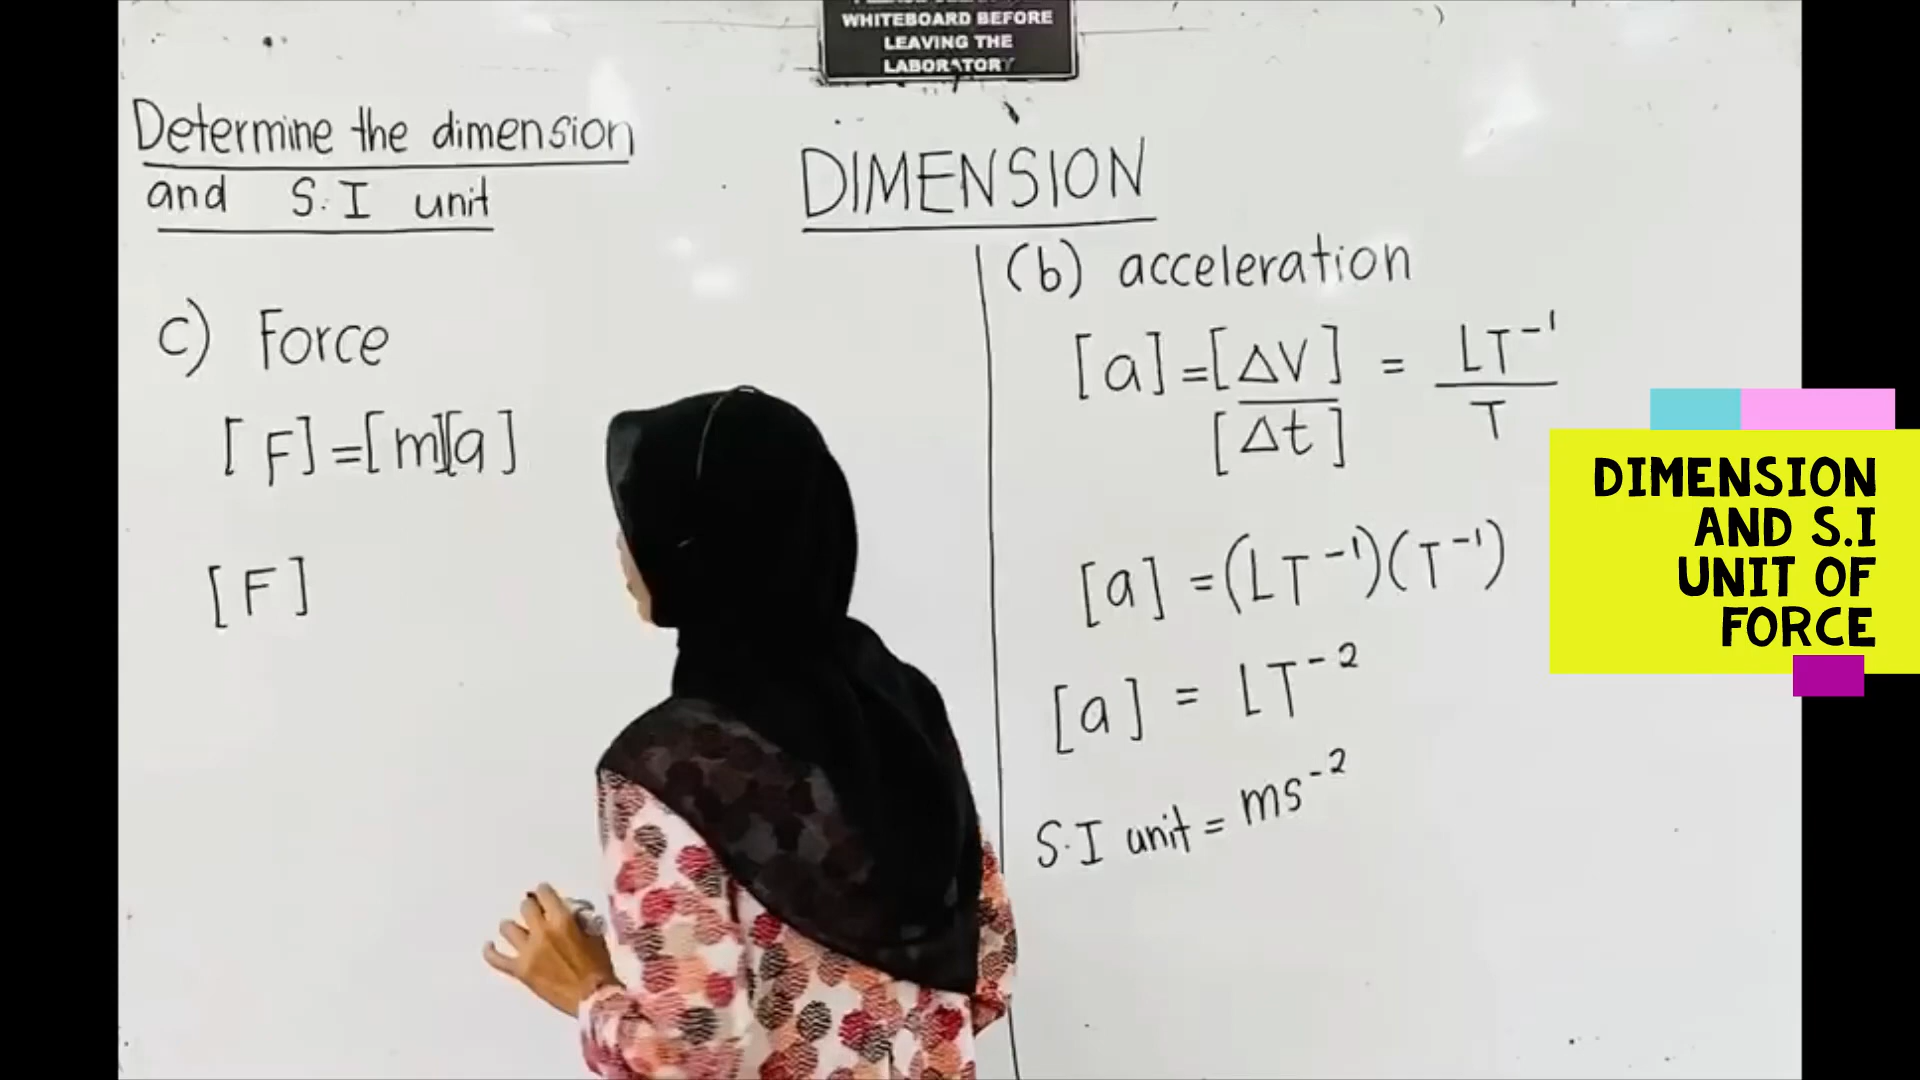 WHITEBOARD BEFORE
LEAVING THE
LABORATORY
Determine the dimension
and S.I unit
DIMENSION
c) Force
[F]=[m][a]
[F]
(b) acceleration
[a]=[ΔV] = LT⁻¹
[Δt] T
[a] =(LT⁻¹)(T⁻¹)
[a] = LT⁻²
S.I unit = ms⁻²
DIMENSION
AND S.I
UNIT OF
FORCE